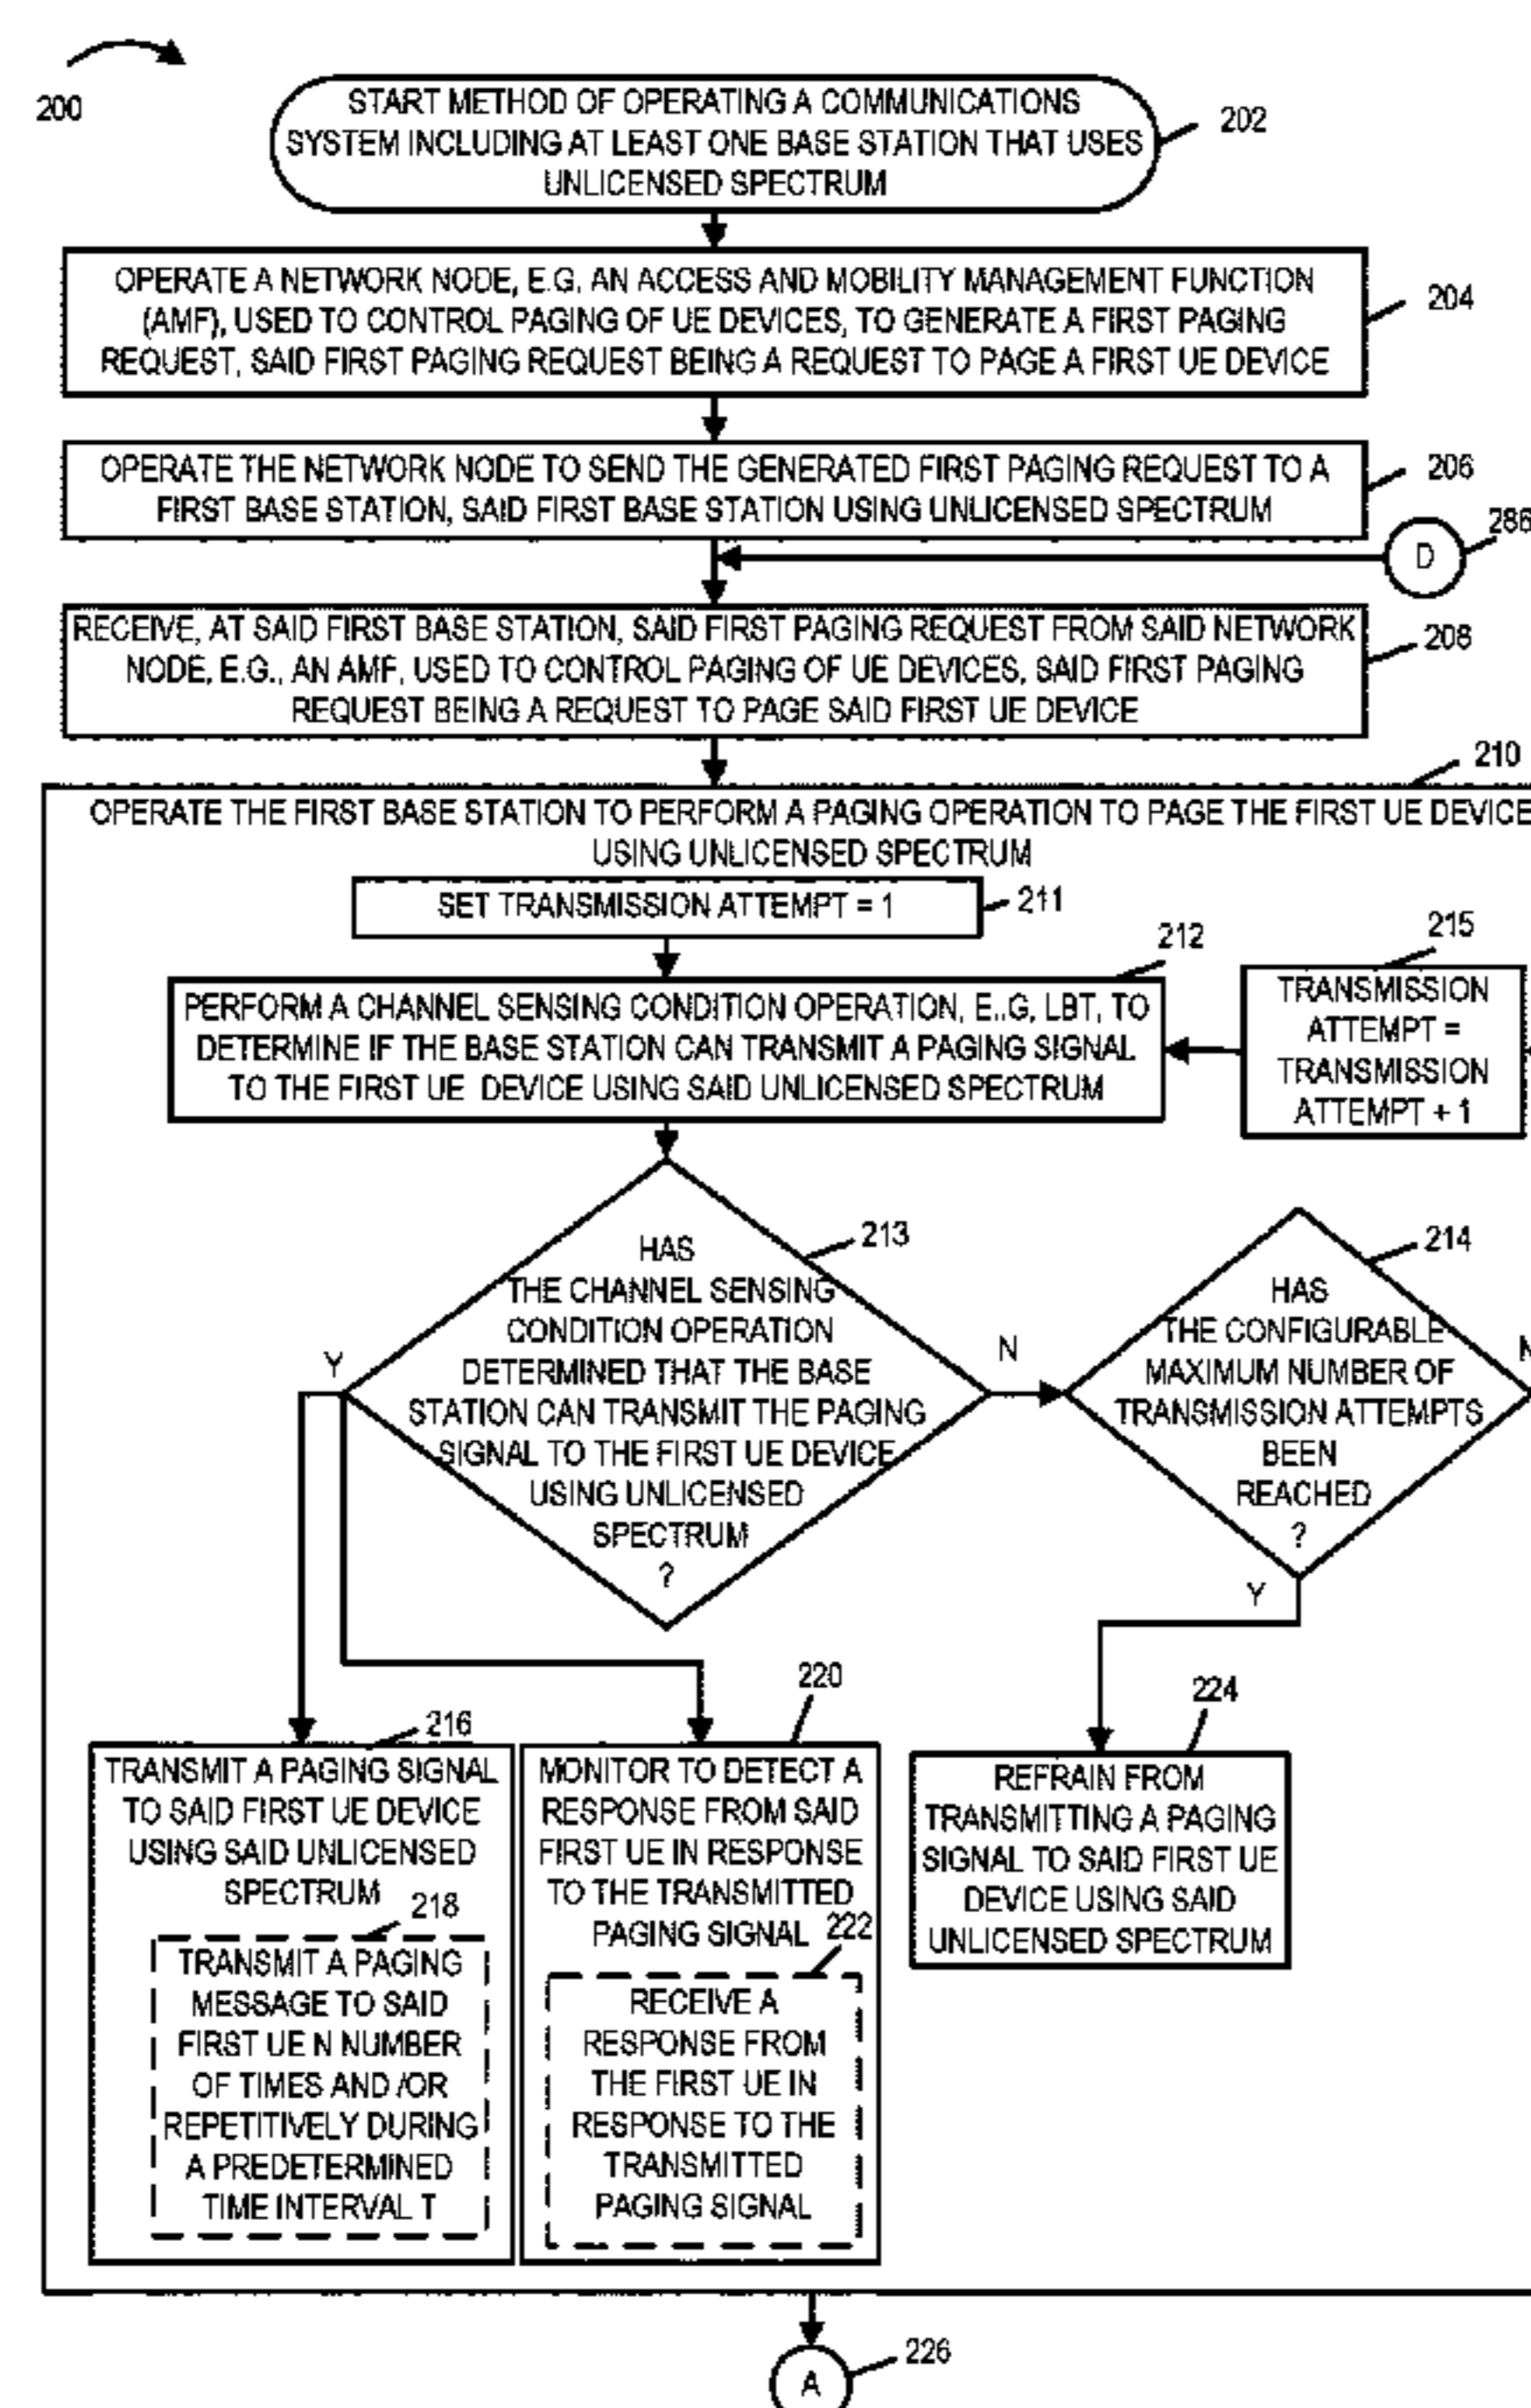 200
START METHOD OF OPERATING A COMMUNICATIONS
SYSTEM INCLUDING AT LEAST ONE BASE STATION THAT USES
UNLICENSED SPECTRUM
202
OPERATE A NETWORK NODE, E.G. AN ACCESS AND MOBILITY MANAGEMENT FUNCTION
(AMF), USED TO CONTROL PAGING OF UE DEVICES, TO GENERATE A FIRST PAGING
REQUEST, SAID FIRST PAGING REQUEST BEING A REQUEST TO PAGE A FIRST UE DEVICE
204
OPERATE THE NETWORK NODE TO SEND THE GENERATED FIRST PAGING REQUEST TO A
FIRST BASE STATION, SAID FIRST BASE STATION USING UNLICENSED SPECTRUM
206
D
286
RECEIVE, AT SAID FIRST BASE STATION, SAID FIRST PAGING REQUEST FROM SAID NETWORK
NODE, E.G., AN AMF, USED TO CONTROL PAGING OF UE DEVICES, SAID FIRST PAGING
REQUEST BEING A REQUEST TO PAGE SAID FIRST UE DEVICE
208
210
OPERATE THE FIRST BASE STATION TO PERFORM A PAGING OPERATION TO PAGE THE FIRST UE DEVICE
USING UNLICENSED SPECTRUM
SET TRANSMISSION ATTEMPT = 1
211
212
PERFORM A CHANNEL SENSING CONDITION OPERATION, E..G, LBT, TO
DETERMINE IF THE BASE STATION CAN TRANSMIT A PAGING SIGNAL
TO THE FIRST UE DEVICE USING SAID UNLICENSED SPECTRUM
215
TRANSMISSION
ATTEMPT =
TRANSMISSION
ATTEMPT + 1
213
HAS
THE CHANNEL SENSING
CONDITION OPERATION
DETERMINED THAT THE BASE
STATION CAN TRANSMIT THE PAGING
SIGNAL TO THE FIRST UE DEVICE
USING UNLICENSED
SPECTRUM
?
Y
N
214
HAS
THE CONFIGURABLE
MAXIMUM NUMBER OF
TRANSMISSION ATTEMPTS
BEEN
REACHED
?
N
Y
216
TRANSMIT A PAGING SIGNAL
TO SAID FIRST UE DEVICE
USING SAID UNLICENSED
SPECTRUM
218
TRANSMIT A PAGING
MESSAGE TO SAID
FIRST UE N NUMBER
OF TIMES AND /OR
REPETITIVELY DURING
A PREDETERMINED
TIME INTERVAL T
220
MONITOR TO DETECT A
RESPONSE FROM SAID
FIRST UE IN RESPONSE
TO THE TRANSMITTED
PAGING SIGNAL
222
RECEIVE A
RESPONSE FROM
THE FIRST UE IN
RESPONSE TO THE
TRANSMITTED
PAGING SIGNAL
224
REFRAIN FROM
TRANSMITTING A PAGING
SIGNAL TO SAID FIRST UE
DEVICE USING SAID
UNLICENSED SPECTRUM
A
226